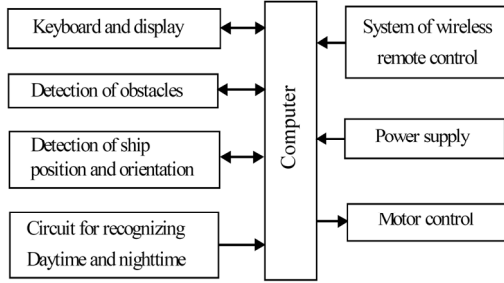 Keyboard and display
Detection of obstacles
Detection of ship
position and orientation
Circuit for recognizing
Daytime and nighttime
Computer
System of wireless
remote control
Power supply
Motor control